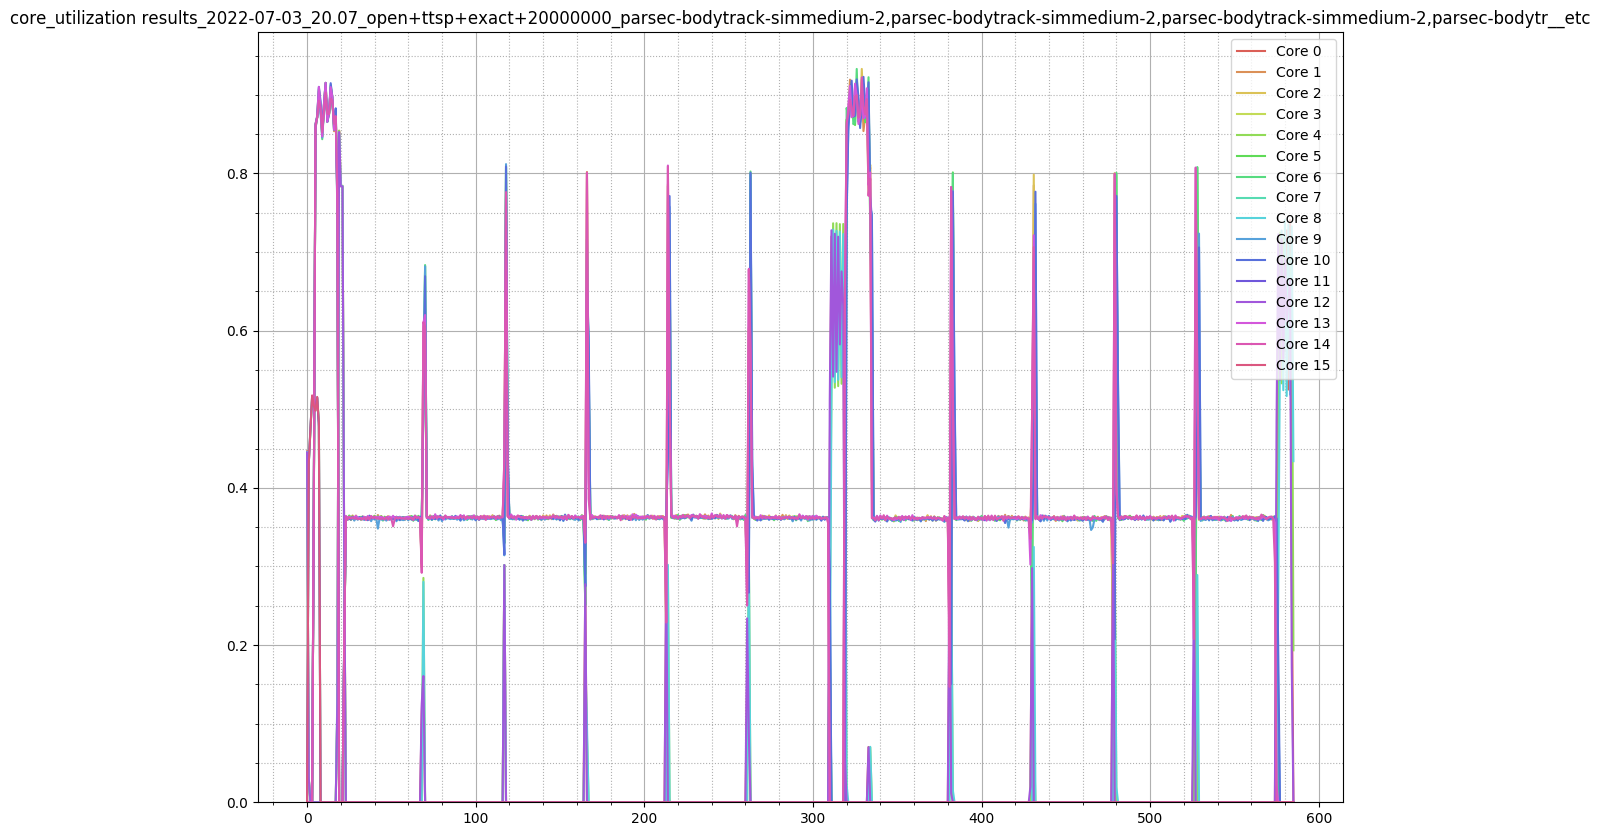 core_utilization results_2022-07-03_20.07_open+ttsp+exact+20000000_parsec-bodytrack-simmedium-2,parsec-bodytrack-simmedium-2,parsec-bodytrack-simmedium-2,parsec-bodytr__etc
Core 0
Core 1
Core 2
Core 3
Core 4
Core 5
Core 6
Core 7
Core 8
Core 9
Core 10
Core 11
Core 12
Core 13
Core 14
Core 15
0.8
0.6
0.4
0.2
0.0
0 100 200 300 400 500 600